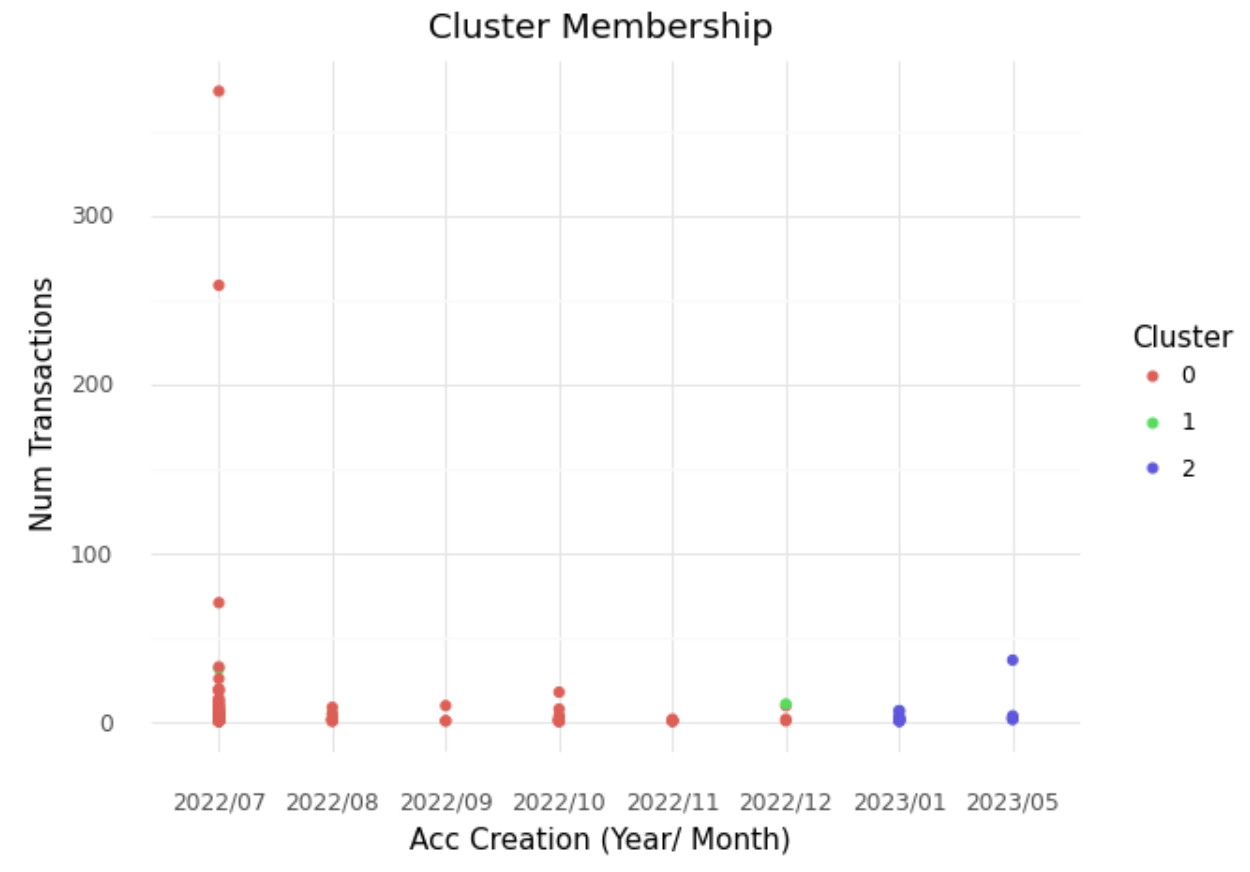 Cluster Membership
Num Transactions
300
200
100
0
2022/07 2022/08 2022/09 2022/10 2022/11 2022/12 2023/01 2023/05
Acc Creation (Year/ Month)
Cluster
0
1
2